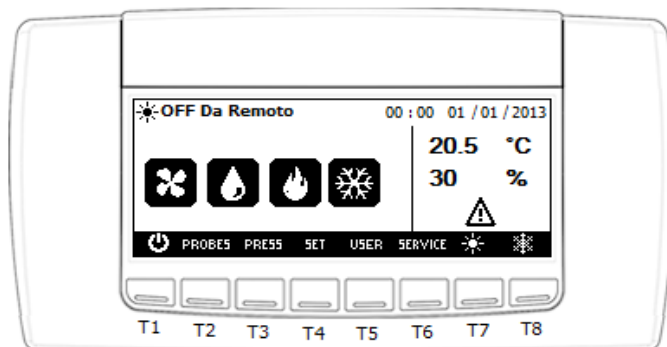 OFF Da Remoto 00 : 00 01 / 01 / 2013
20.5 °C
30 %
PROBES PRESS SET USER SERVICE
T1 T2 T3 T4 T5 T6 T7 T8